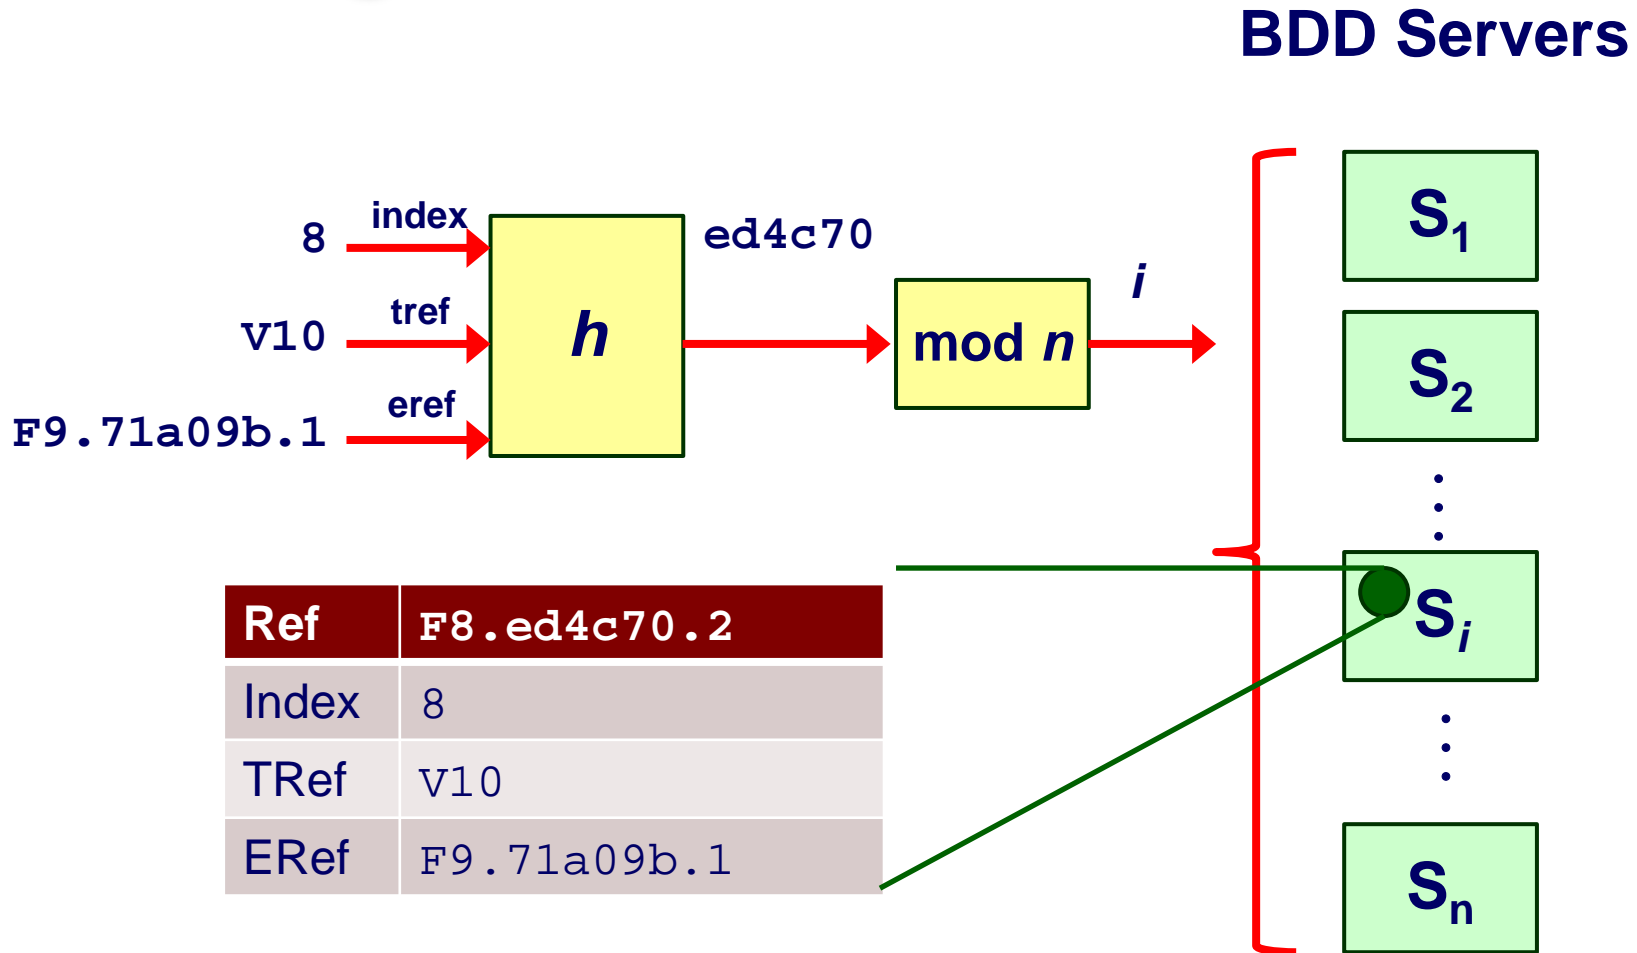 BDD Servers
8 index
V10 tref
F9.71a09b.1 eref
h
ed4c70
mod n
i
S1
S2
Si
Sn
Ref F8.ed4c70.2
Index 8
TRef V10
ERef F9.71a09b.1